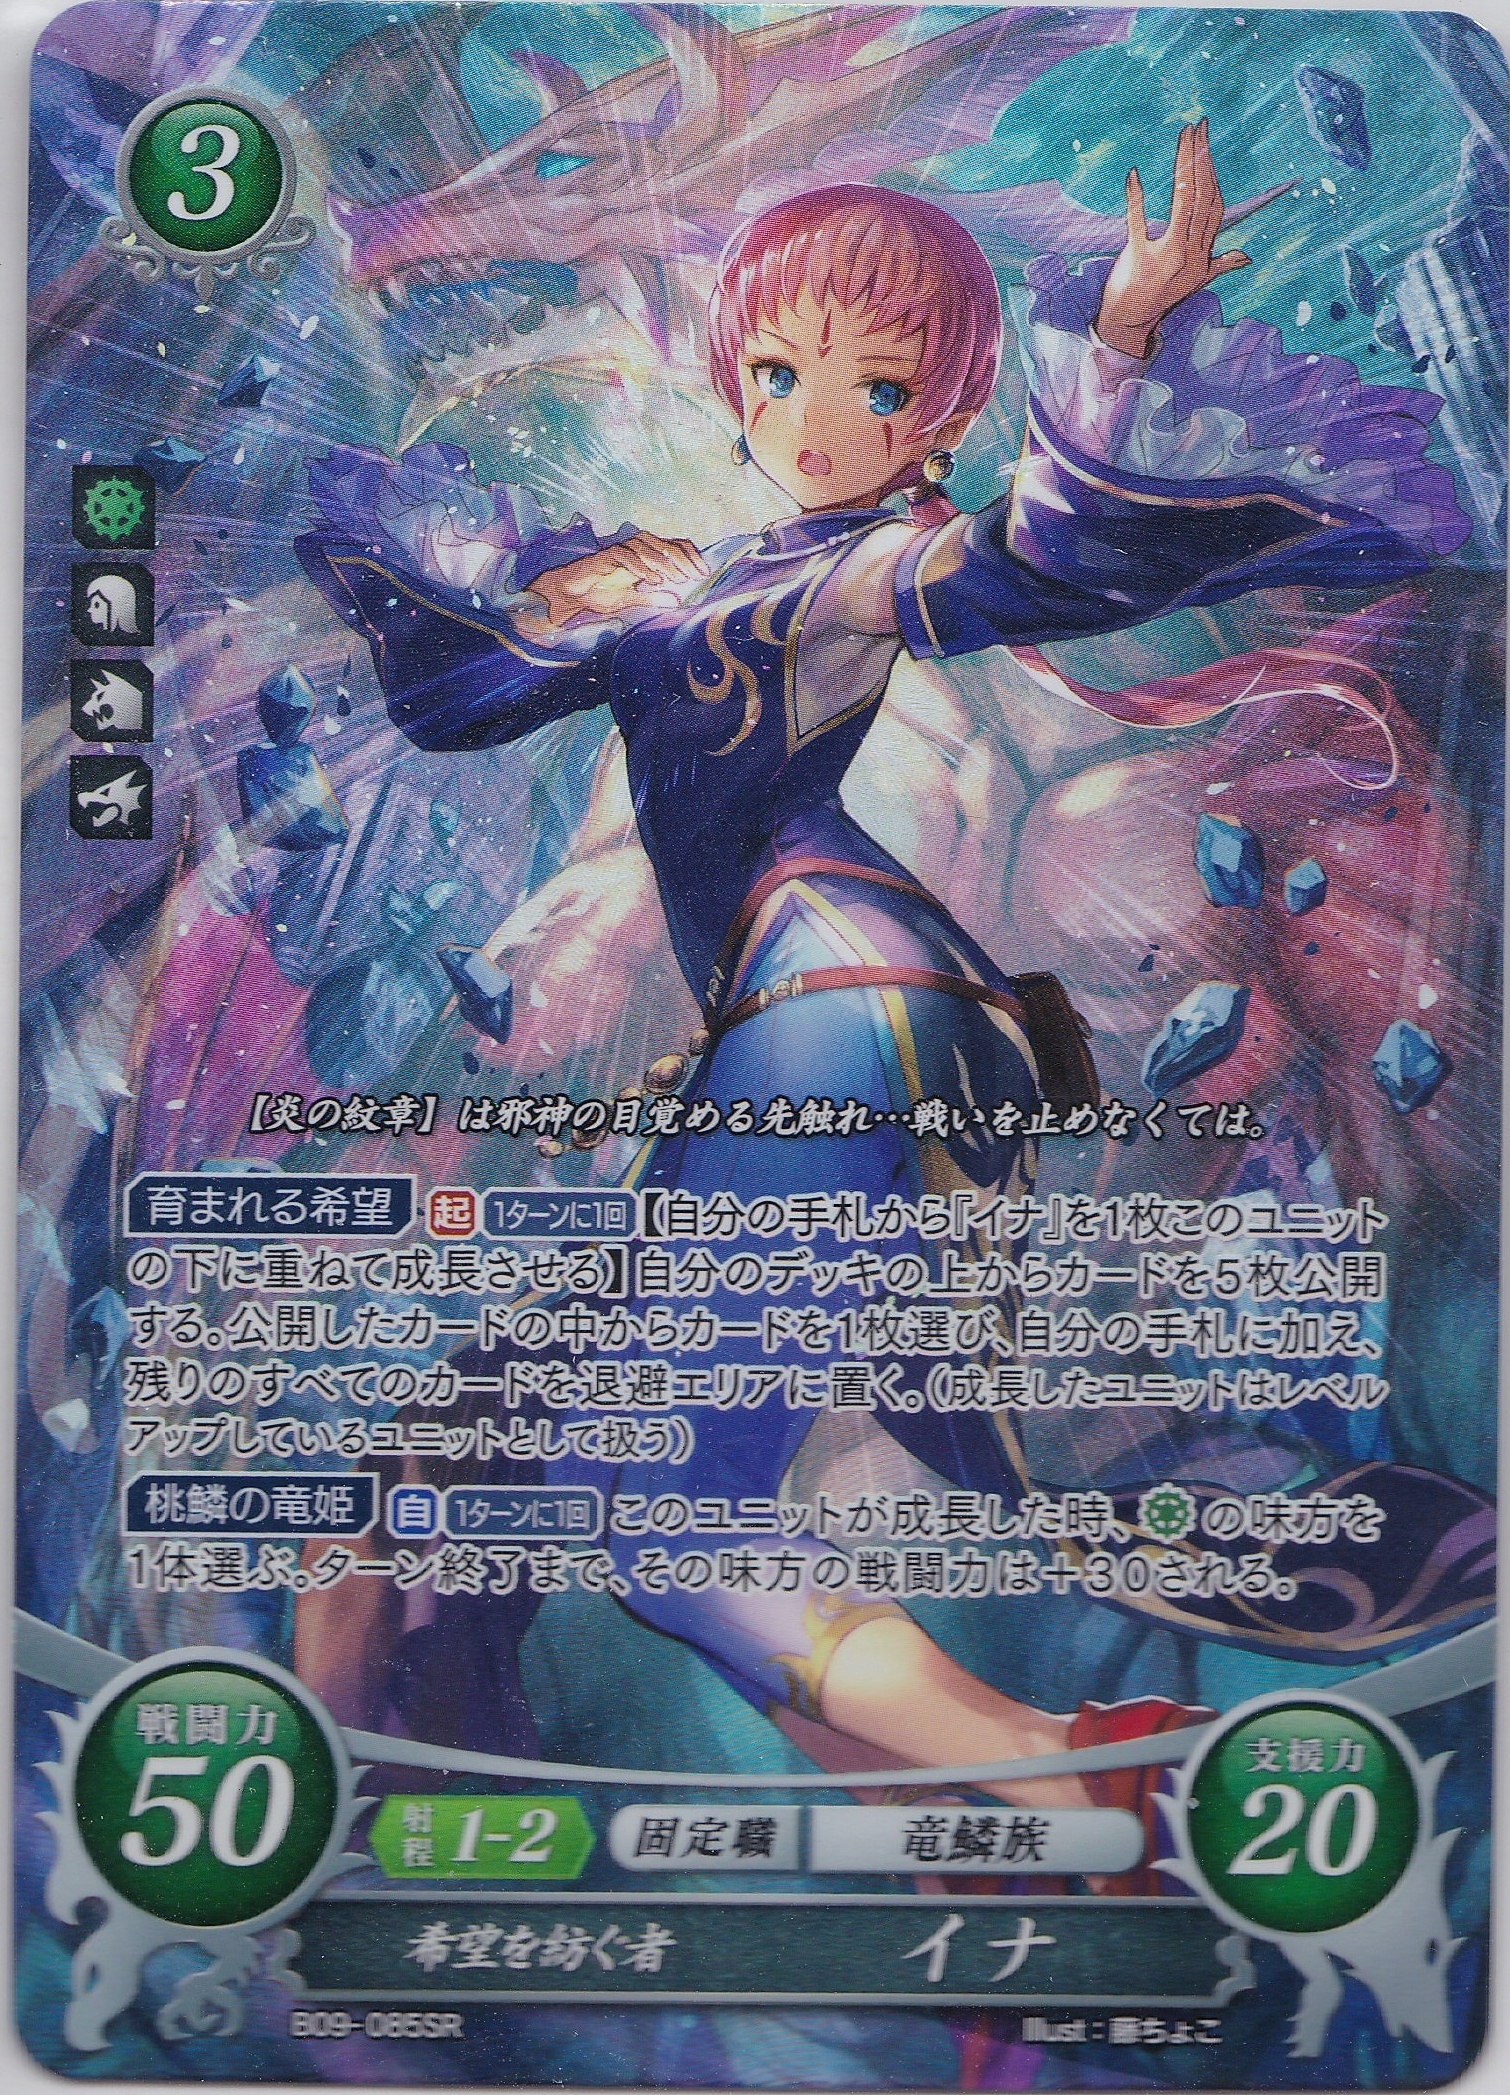 3
【炎の紋章】は邪神の目覚める先触れ…戦いを止めなくては。
育まれる希望 起 1ターンに1回【自分の手札から『イナ』を1枚このユニット
の下に重ねて成長させる】自分のデッキの上からカードを5枚公開
する。公開したカードの中からカードを1枚選び、自分の手札に加え、
残りのすべてのカードを退避エリアに置く。(成長したユニットはレベル
アップしているユニットとして扱う)
桃鱗の竜姫 自 1ターンに1回 このユニットが成長した時、の味方を
1体選ぶ。ターン終了まで、その味方の戦闘力は+30される。
戦闘力
50
射程 1-2
固定職 竜鱗族
支援力
20
希望を紡ぐ者 イナ
B09-085SR Illust:藤ちょこ